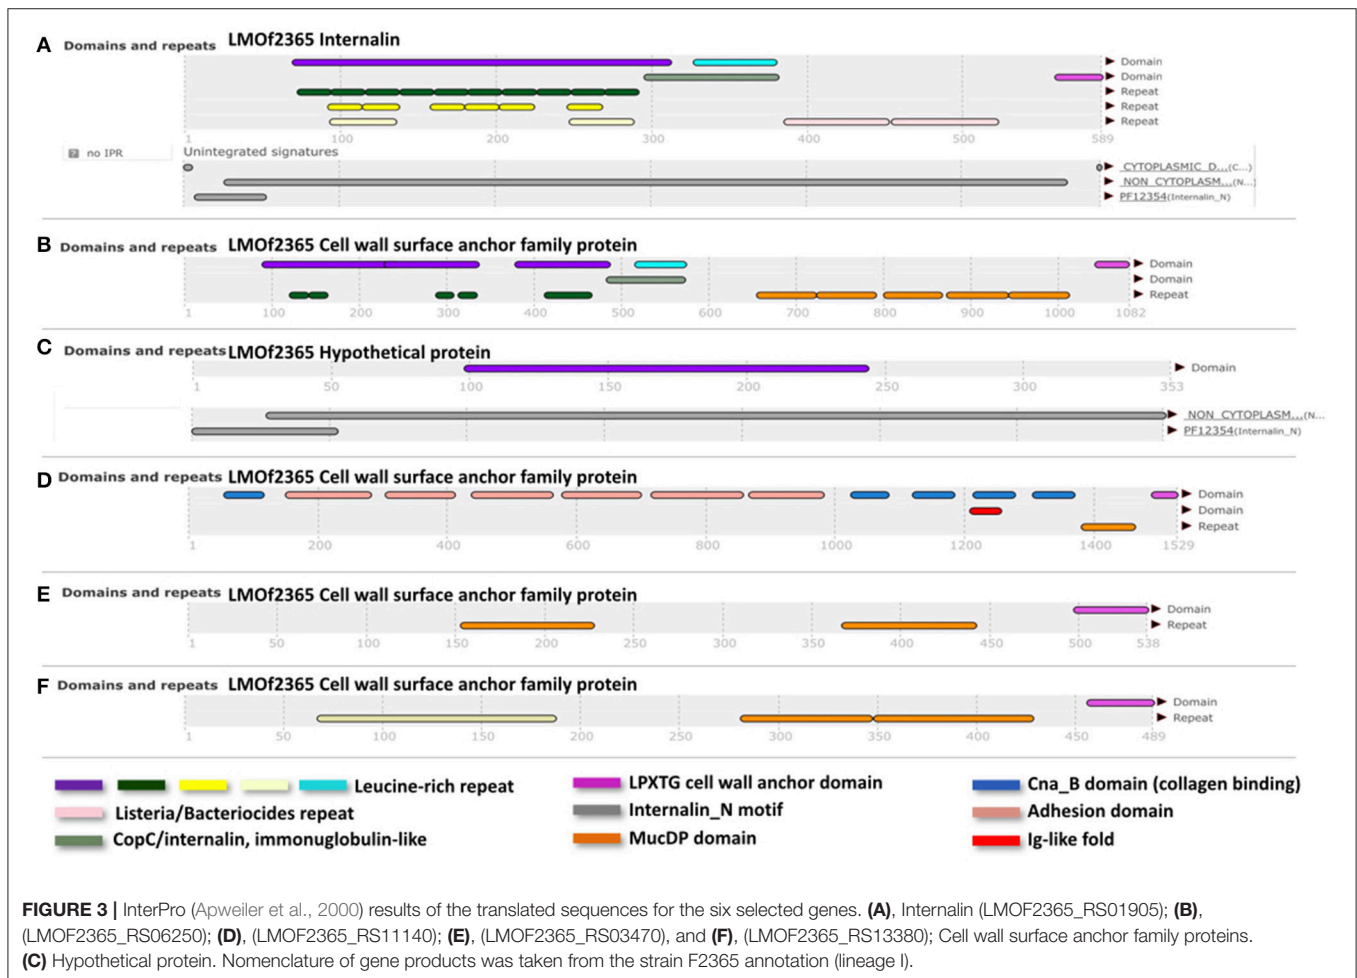 A Domains and repeats LMOf2365 Internalin
Domain
Domain
Repeat
Repeat
Repeat
1 100 200 300 400 500 589
? no IPR Unintegrated signatures
CYTOPLASMIC_D...(C...)
NON_CYTOPLASM...(N...)
PF12354(Internalin_N)
B Domains and repeats LMOf2365 Cell wall surface anchor family protein
Domain
Domain
Repeat
1 100 200 300 400 500 600 700 800 900 1000 1082
C Domains and repeats LMOf2365 Hypothetical protein
Domain
1 50 100 150 200 250 300 353
NON_CYTOPLASM...(N...
PF12354(Internalin_N)
D Domains and repeats LMOf2365 Cell wall surface anchor family protein
Domain
Domain
Repeat
1 200 400 600 800 1000 1200 1400 1529
E Domains and repeats LMOf2365 Cell wall surface anchor family protein
Domain
Repeat
1 50 100 150 200 250 300 350 400 450 500 538
F Domains and repeats LMOf2365 Cell wall surface anchor family protein
Domain
Repeat
1 50 100 150 200 250 300 350 400 450 489
Leucine-rich repeat LPXTG cell wall anchor domain Cna_B domain (collagen binding)
Listeria/Bacteriocides repeat Internalin_N motif Adhesion domain
CopC/internalin, immonuglobulin-like MucDP domain Ig-like fold
FIGURE 3 | InterPro (Apweiler et al., 2000) results of the translated sequences for the six selected genes. (A), Internalin (LMOF2365_RS01905); (B),
(LMOF2365_RS06250); (D), (LMOF2365_RS11140); (E), (LMOF2365_RS03470), and (F), (LMOF2365_RS13380); Cell wall surface anchor family proteins.
(C) Hypothetical protein. Nomenclature of gene products was taken from the strain F2365 annotation (lineage I).